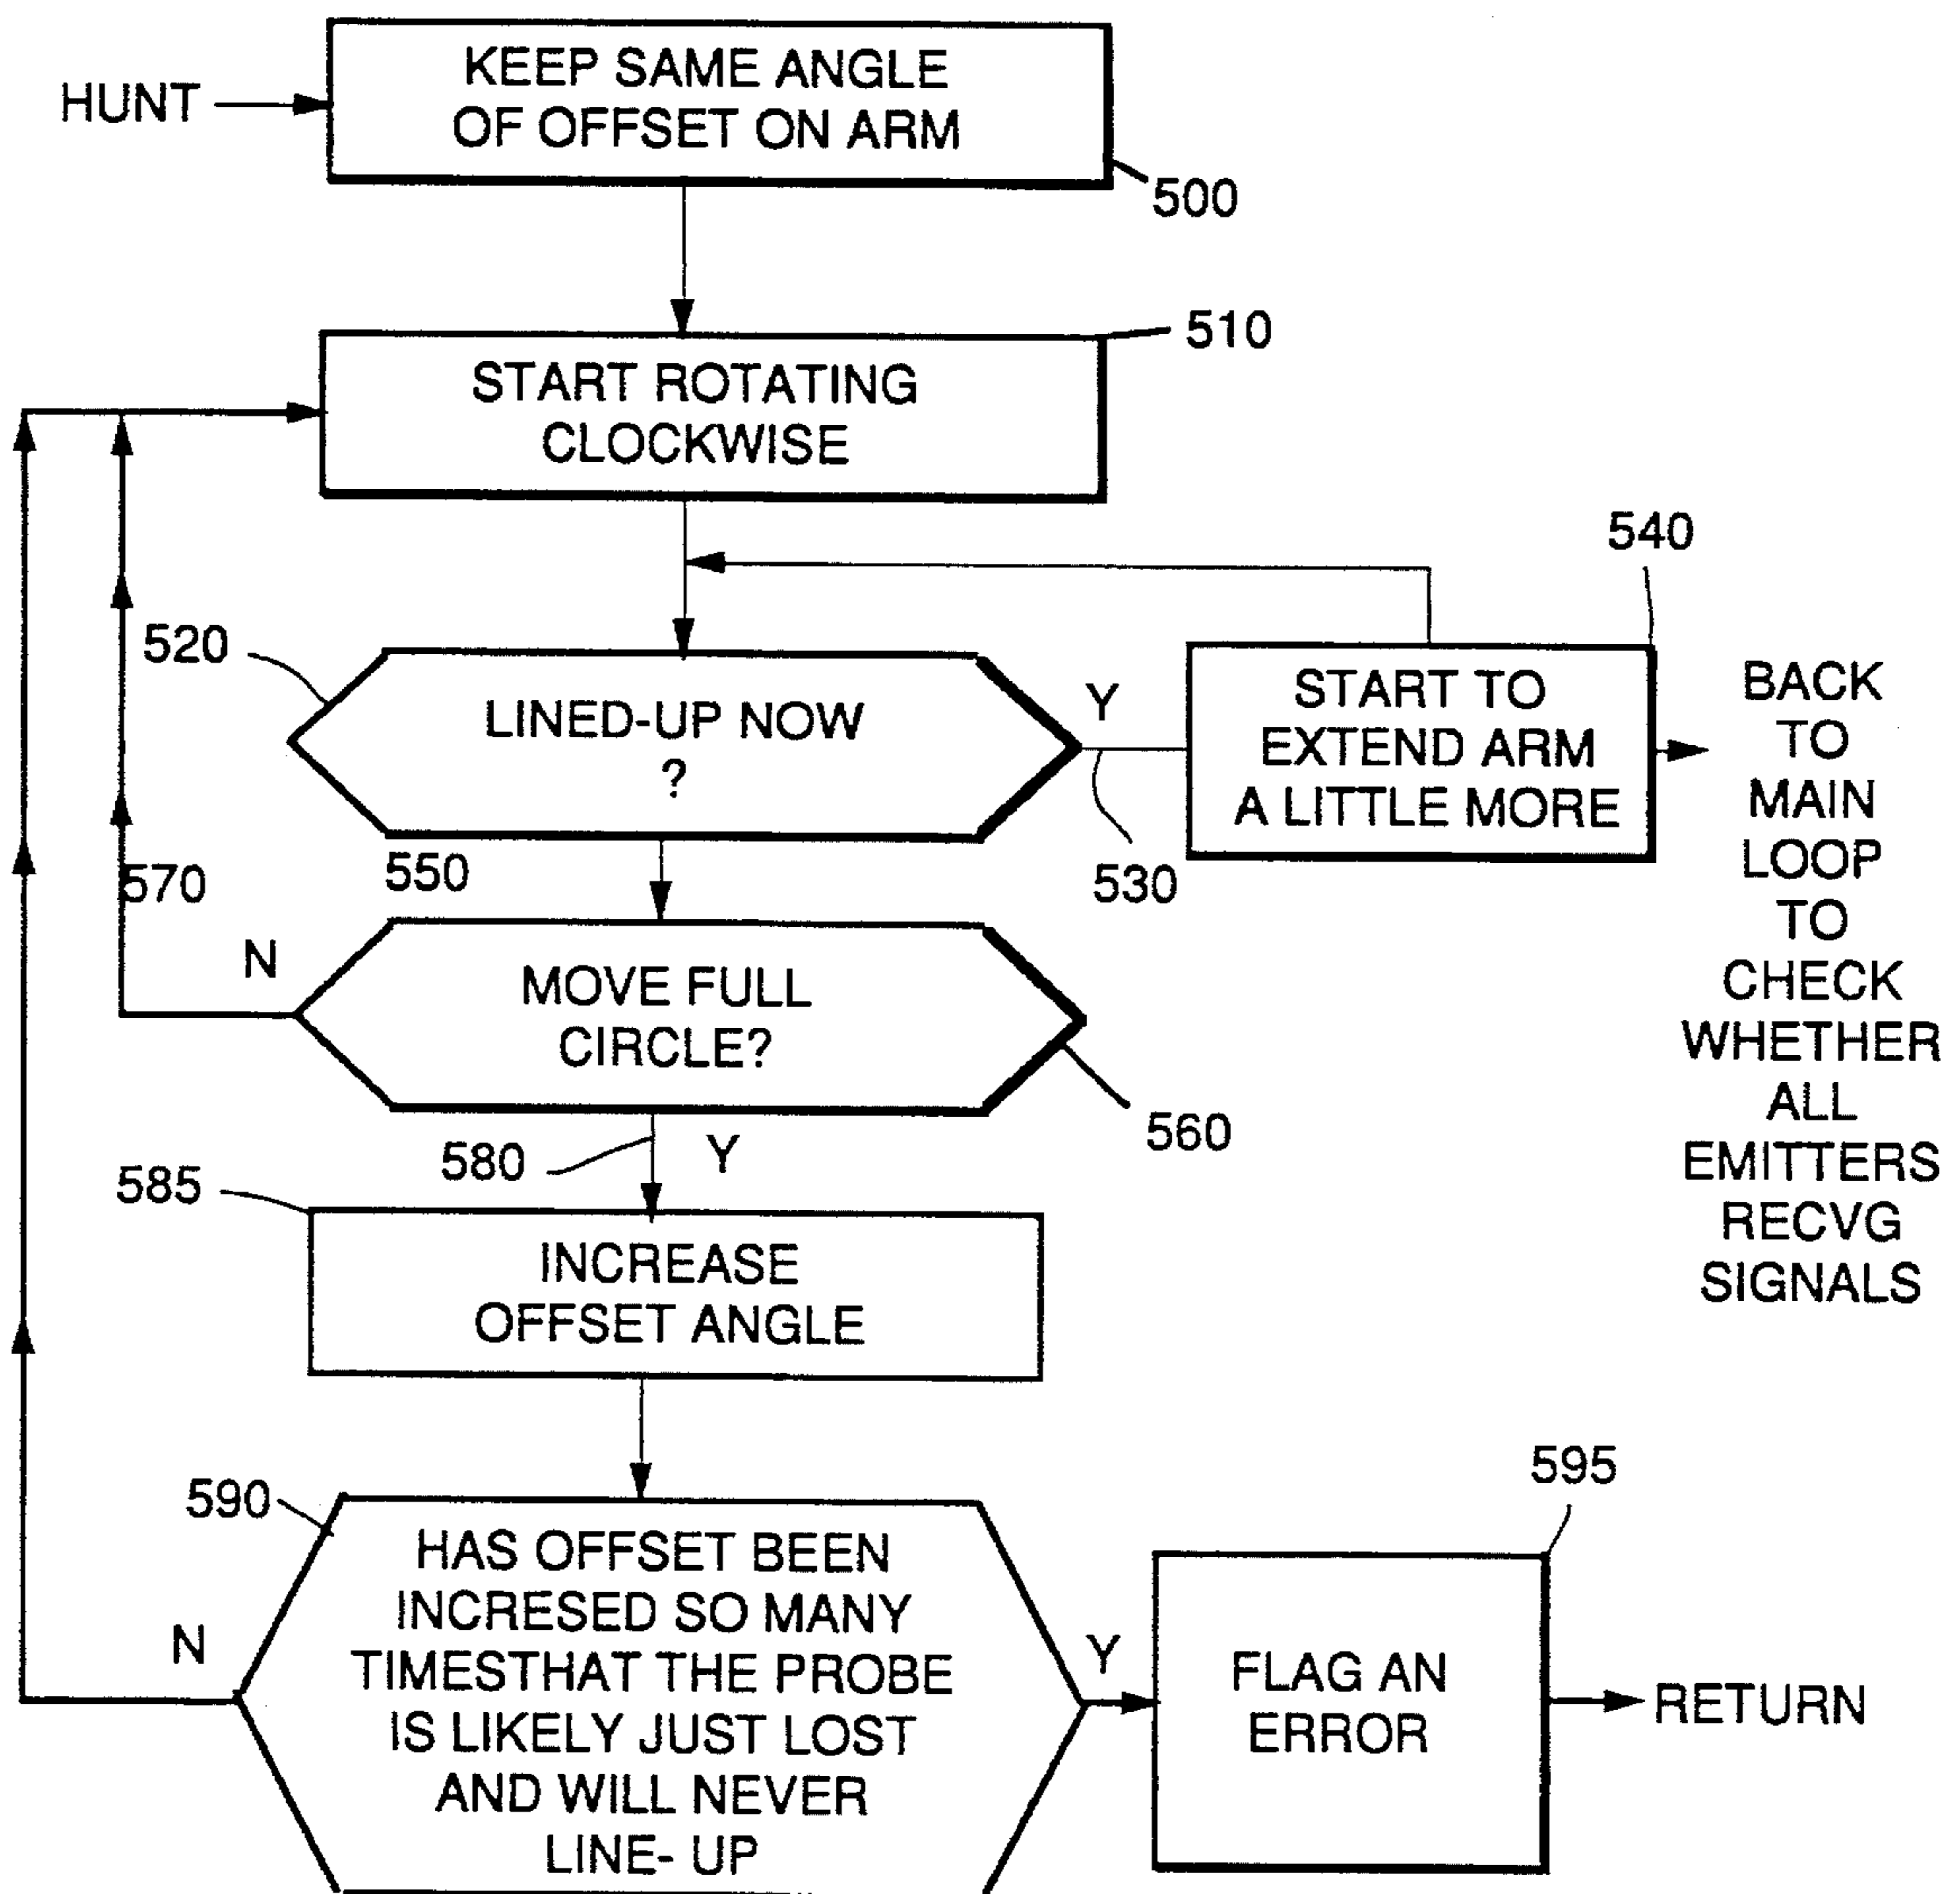 KEEP SAME ANGLE
OF OFFSET ON ARM
HUNT
500
510
START ROTATING
CLOCKWISE
540
520
LINED-UP NOW
?
Y
530
START TO
EXTEND ARM
A LITTLE MORE
BACK
TO
MAIN
LOOP
TO
CHECK
WHETHER
ALL
EMITTERS
RECVG
SIGNALS
550
570
N
MOVE FULL
CIRCLE?
560
580
Y
585
INCREASE
OFFSET ANGLE
590
HAS OFFSET BEEN
INCRESED SO MANY
TIMESTHAT THE PROBE
IS LIKELY JUST LOST
AND WILL NEVER
LINE- UP
N
Y
595
FLAG AN
ERROR
RETURN